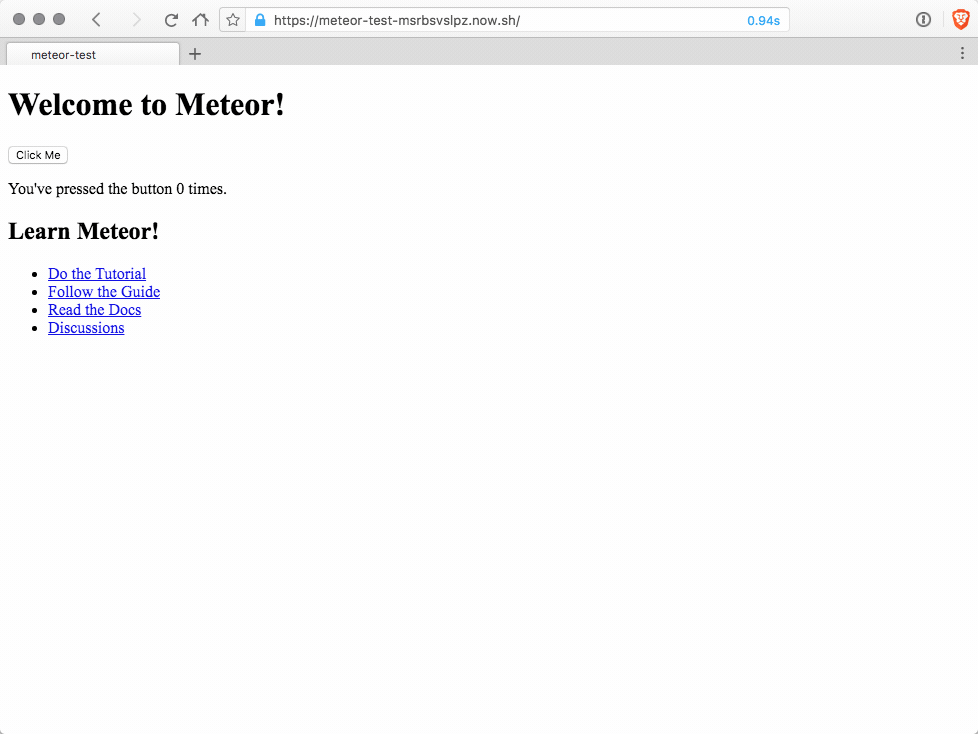 https://meteor-test-msrbsvslpz.now.sh/ 0.94s
meteor-test
Welcome to Meteor!
Click Me
You've pressed the button 0 times.
Learn Meteor!
Do the Tutorial
Follow the Guide
Read the Docs
Discussions